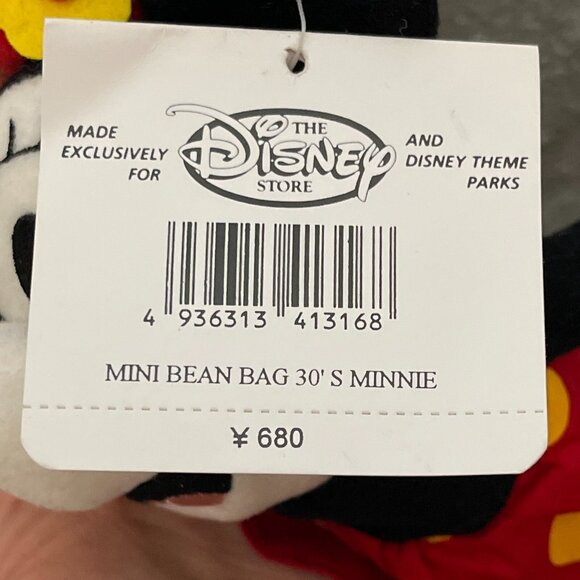 MADE
EXCLUSIVELY
FOR
THE
DISNEY
STORE
AND
DISNEY THEME
PARKS
4 936313 413168
MINI BEAN BAG 30' S MINNIE
¥ 680